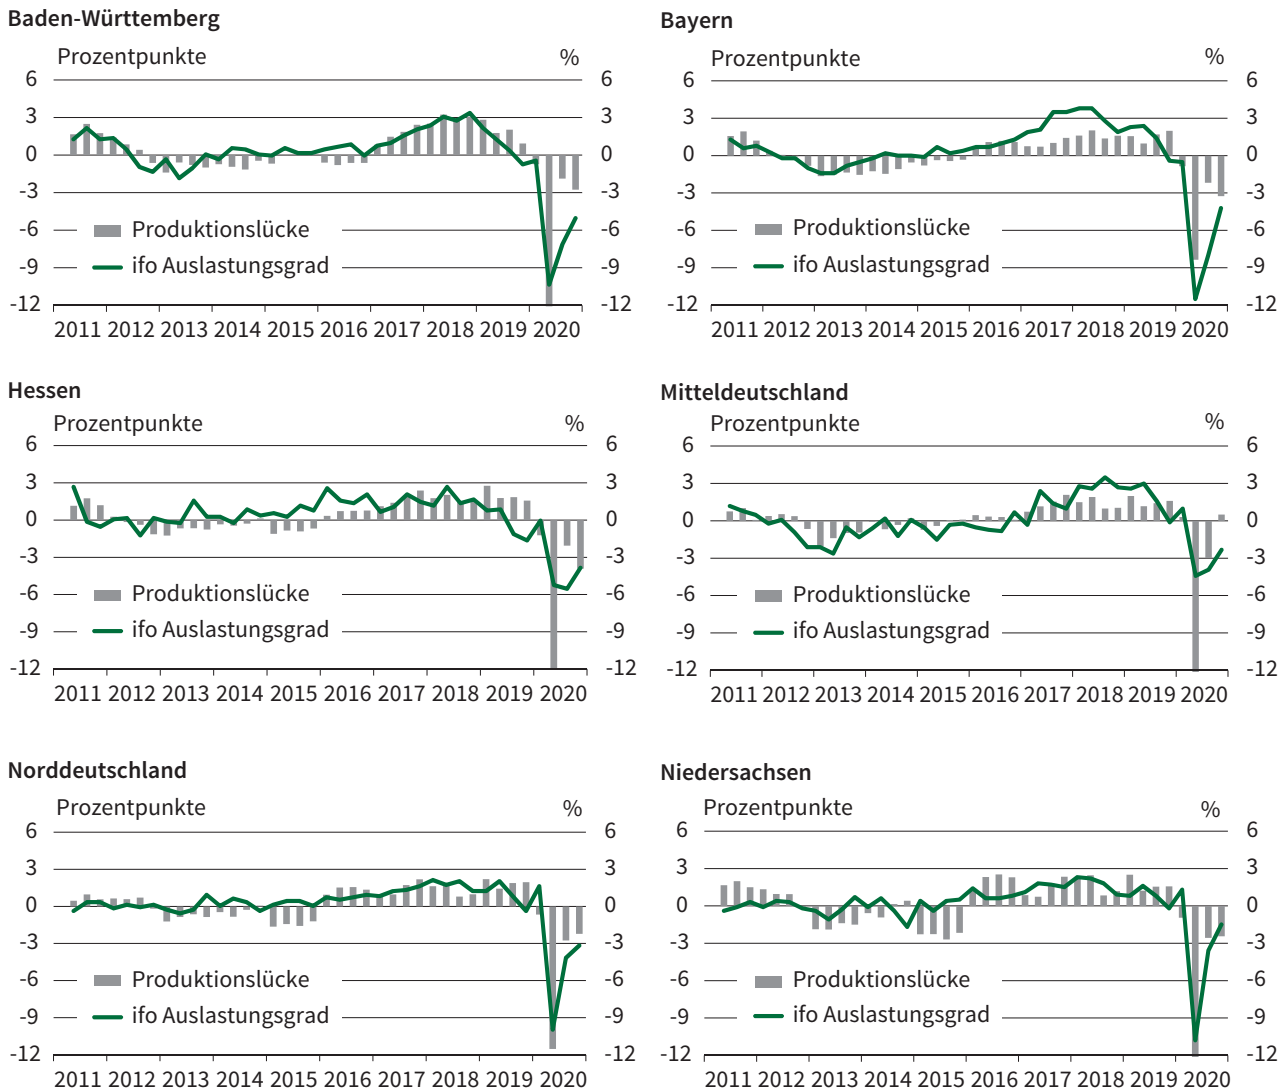 Baden-Württemberg
Prozentpunkte %
6 6
3 3
0 0
-3 -3
-6 Produktionslücke -6
-9 ifo Auslastungsgrad -9
-12 -12
2011 2012 2013 2014 2015 2016 2017 2018 2019 2020
Bayern
Prozentpunkte %
6 6
3 3
0 0
-3 -3
-6 Produktionslücke -6
-9 ifo Auslastungsgrad -9
-12 -12
2011 2012 2013 2014 2015 2016 2017 2018 2019 2020
Hessen
Prozentpunkte %
6 6
3 3
0 0
-3 -3
-6 Produktionslücke -6
-9 ifo Auslastungsgrad -9
-12 -12
2011 2012 2013 2014 2015 2016 2017 2018 2019 2020
Mitteldeutschland
Prozentpunkte %
6 6
3 3
0 0
-3 -3
-6 Produktionslücke -6
-9 ifo Auslastungsgrad -9
-12 -12
2011 2012 2013 2014 2015 2016 2017 2018 2019 2020
Norddeutschland
Prozentpunkte %
6 6
3 3
0 0
-3 -3
-6 Produktionslücke -6
-9 ifo Auslastungsgrad -9
-12 -12
2011 2012 2013 2014 2015 2016 2017 2018 2019 2020
Niedersachsen
Prozentpunkte %
6 6
3 3
0 0
-3 -3
-6 Produktionslücke -6
-9 ifo Auslastungsgrad -9
-12 -12
2011 2012 2013 2014 2015 2016 2017 2018 2019 2020